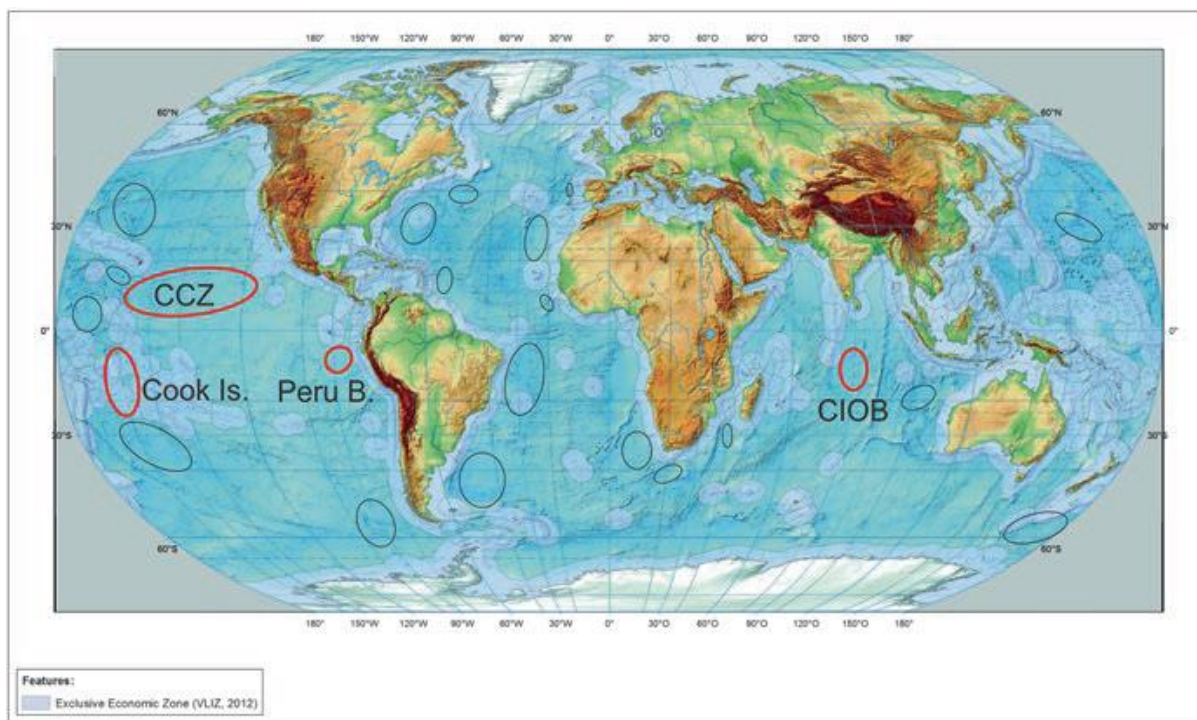 180° 150°W 120°W 90°W 60°W 30°W 0° 30°O 60°O 90°O 120°O 150°O 180°
60°N 60°N
30°N 30°N
CCZ
0° 0°
Cook Is. Peru B. CIOB
30°S 30°S
60°S 60°S
180° 150°W 120°W 90°W 60°W 30°W 0° 30°O 60°O 90°O 120°O 150°O 180°
Features:
Exclusive Economic Zone (VLIZ, 2012)